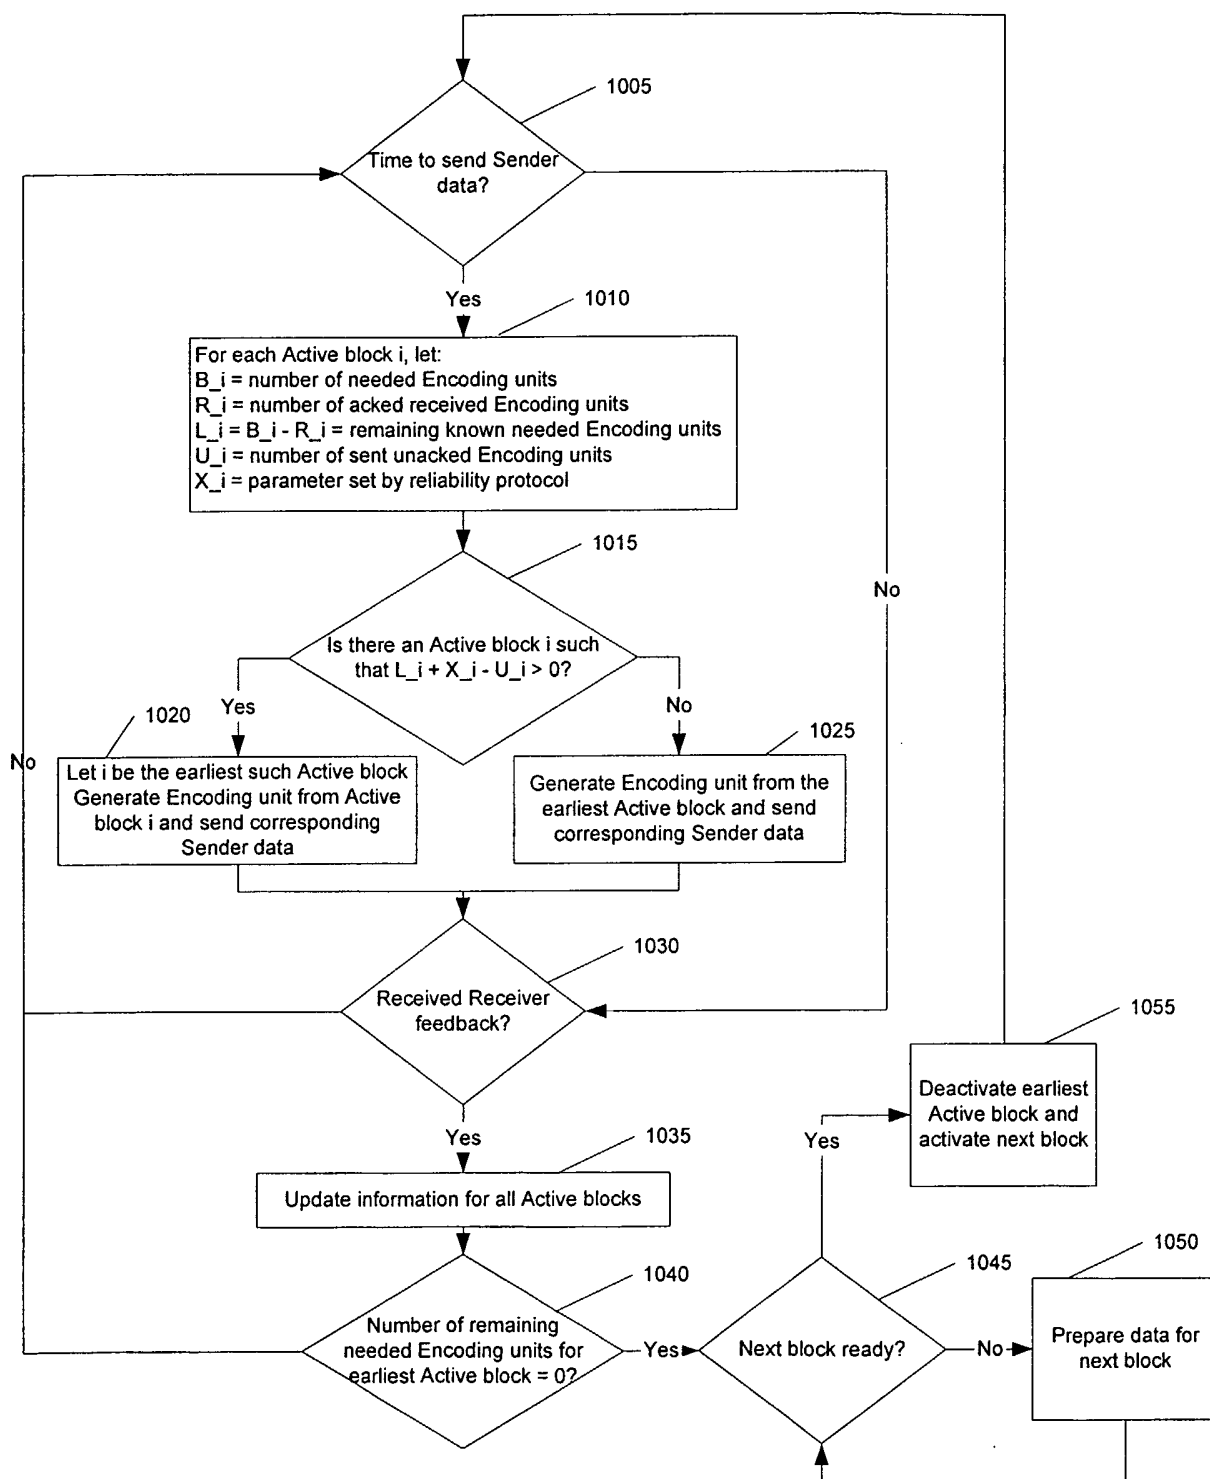 1005
Time to send Sender
data?
Yes
1010
For each Active block i, let:
B_i = number of needed Encoding units
R_i = number of acked received Encoding units
L_i = B_i - R_i = remaining known needed Encoding units
U_i = number of sent unacked Encoding units
X_i = parameter set by reliability protocol
1015
No
Is there an Active block i such
that L_i + X_i - U_i > 0?
Yes
No
1020
1025
No
Let i be the earliest such Active block
Generate Encoding unit from Active
block i and send corresponding
Sender data
Generate Encoding unit from the
earliest Active block and send
corresponding Sender data
1030
Received Receiver
feedback?
1055
Deactivate earliest
Active block and
activate next block
Yes
Yes
1035
Update information for all Active blocks
1040
1045
1050
Number of remaining
needed Encoding units for
earliest Active block = 0?
Yes
Next block ready?
No
Prepare data for
next block